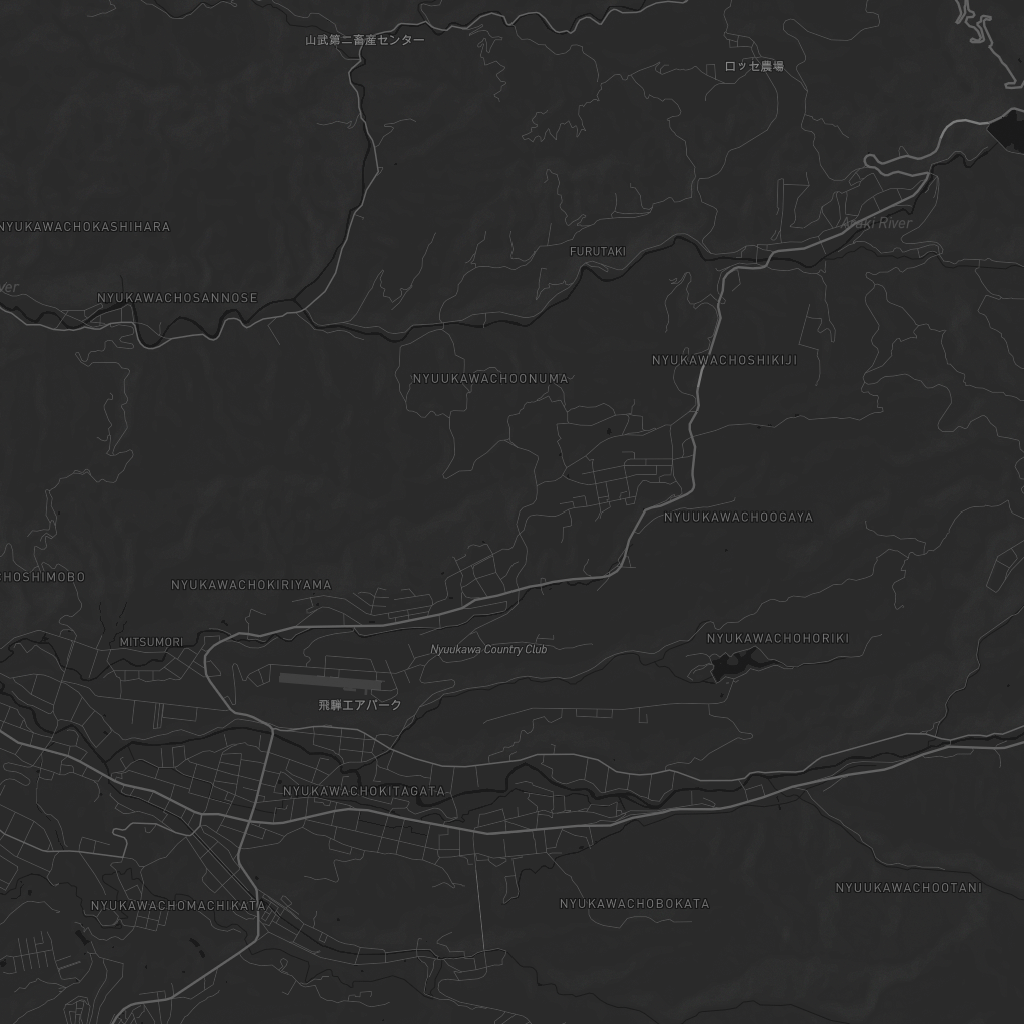 山武第二畜産センター
ロッセ農場
NYUKAWACHOKASHIHARA
Araki River
FURUTAKI
ver
NYUKAWACHOSANNOSE
NYUKAWACHOSHIKIJI
NYUUKAWACHOONUMA
NYUUKAWACHOOGAYA
CHOSHIMOBO
NYUKAWACHOKIRIYAMA
MITSUMORI
NYUKAWACHOHORIKI
Nyuukawa Country Club
飛騨エアパーク
NYUKAWACHOKITAGATA
NYUUKAWACHOOTANI
NYUKAWACHOMACHIKATA
NYUKAWACHOBOKATA